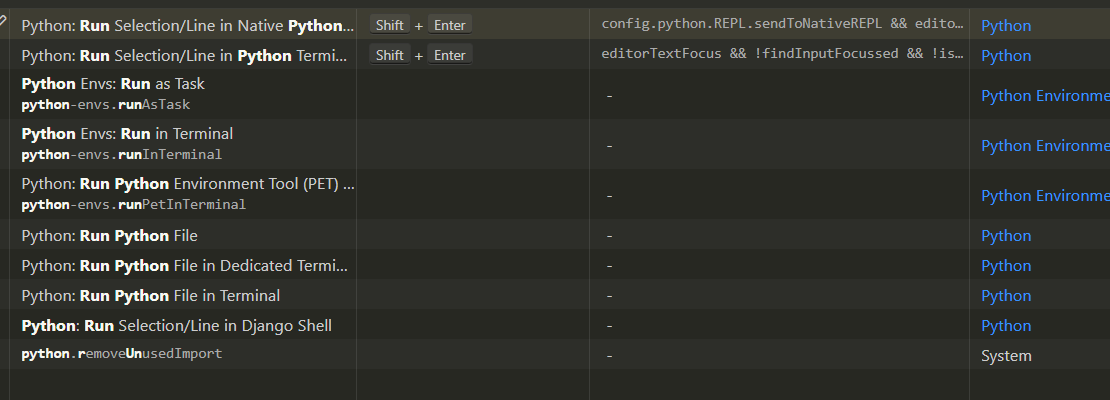 Python: Run Selection/Line in Native Python... Shift + Enter config.python.REPL.sendToNativeREPL && edito... Python
Python: Run Selection/Line in Python Termi... Shift + Enter editorTextFocus && !findInputFocussed && !is... Python
Python Envs: Run as Task
python-envs.runAsTask - Python Environme
Python Envs: Run in Terminal
python-envs.runInTerminal - Python Environme
Python: Run Python Environment Tool (PET) ...
python-envs.runPetInTerminal - Python Environme
Python: Run Python File - Python
Python: Run Python File in Dedicated Termi... - Python
Python: Run Python File in Terminal - Python
Python: Run Selection/Line in Django Shell - Python
python.removeUnusedImport - System